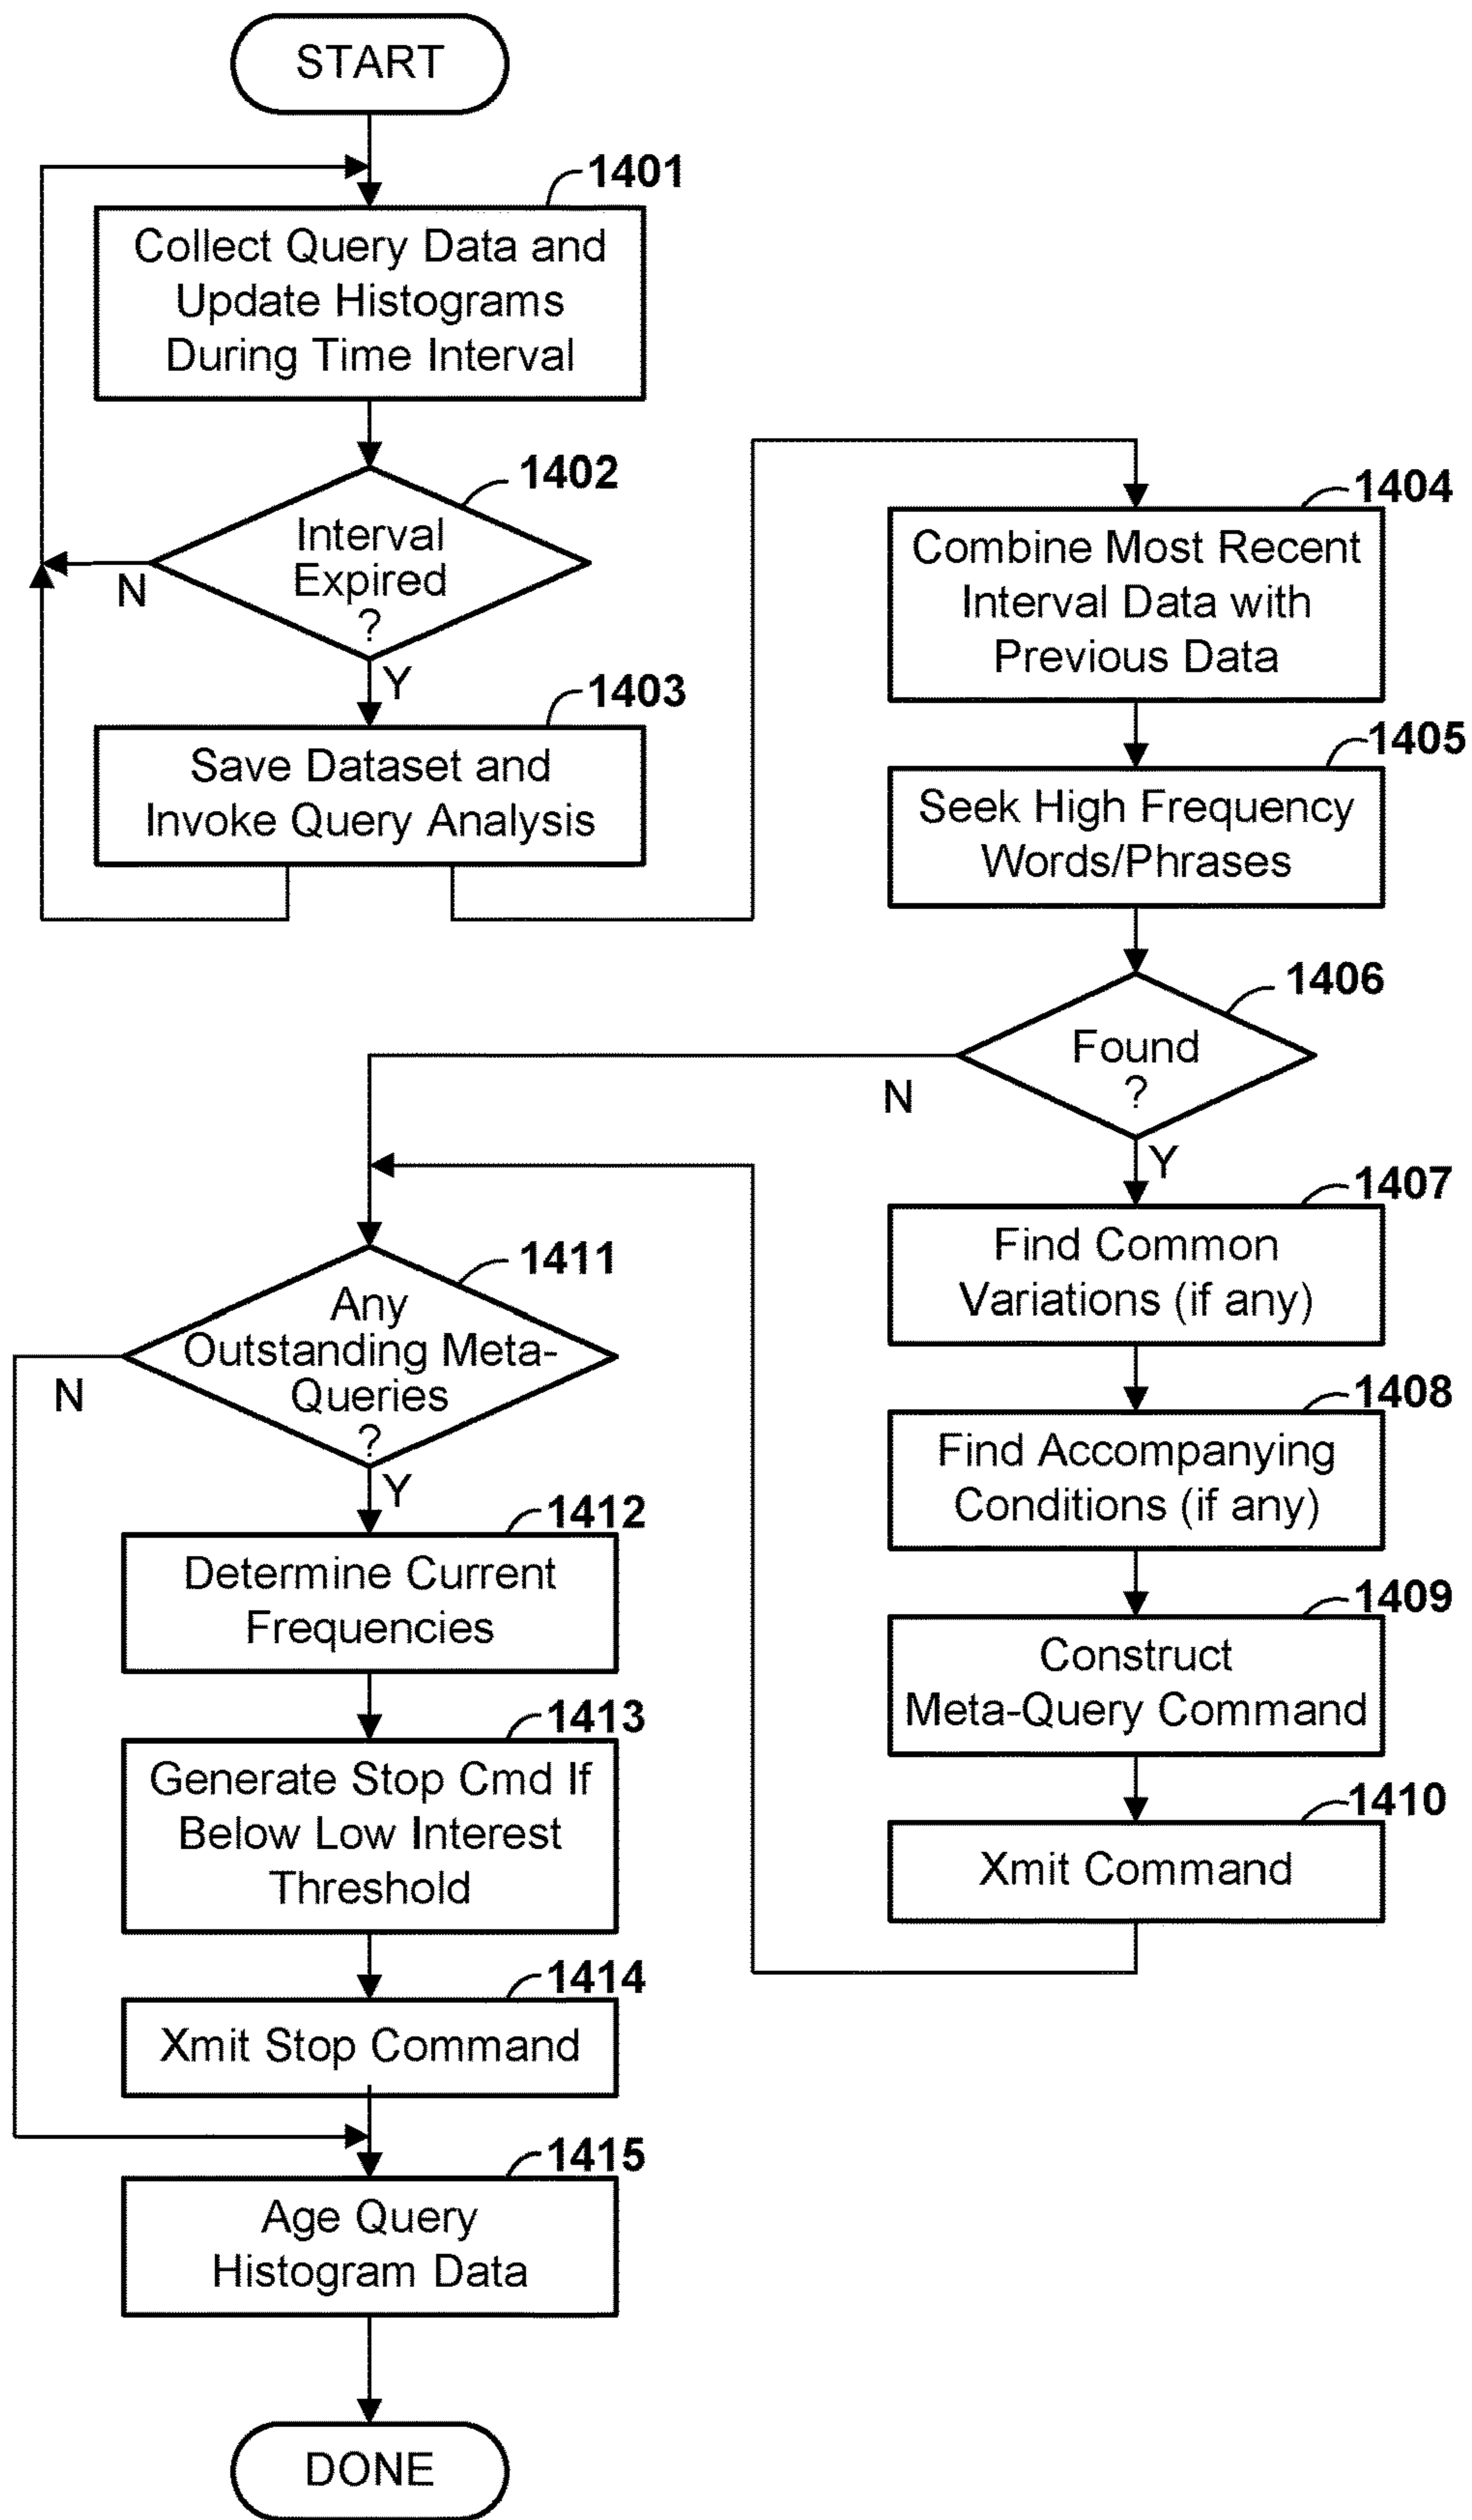 START
1401
Collect Query Data and
Update Histograms
During Time Interval
1402
Interval
Expired
?
N
Y
1403
Save Dataset and
Invoke Query Analysis
1404
Combine Most Recent
Interval Data with
Previous Data
1405
Seek High Frequency
Words/Phrases
1406
Found
?
N
Y
1407
Find Common
Variations (if any)
1408
Find Accompanying
Conditions (if any)
1409
Construct
Meta-Query Command
1410
Xmit Command
1411
Any
Outstanding Meta-
Queries
?
N
Y
1412
Determine Current
Frequencies
1413
Generate Stop Cmd If
Below Low Interest
Threshold
1414
Xmit Stop Command
1415
Age Query
Histogram Data
DONE